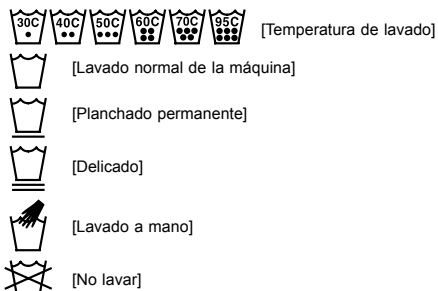 30C 40C 50C 60C 70C 95C [Temperatura de lavado]
[Lavado normal de la máquina]
[Planchado permanente]
[Delicado]
[Lavado a mano]
[No lavar]